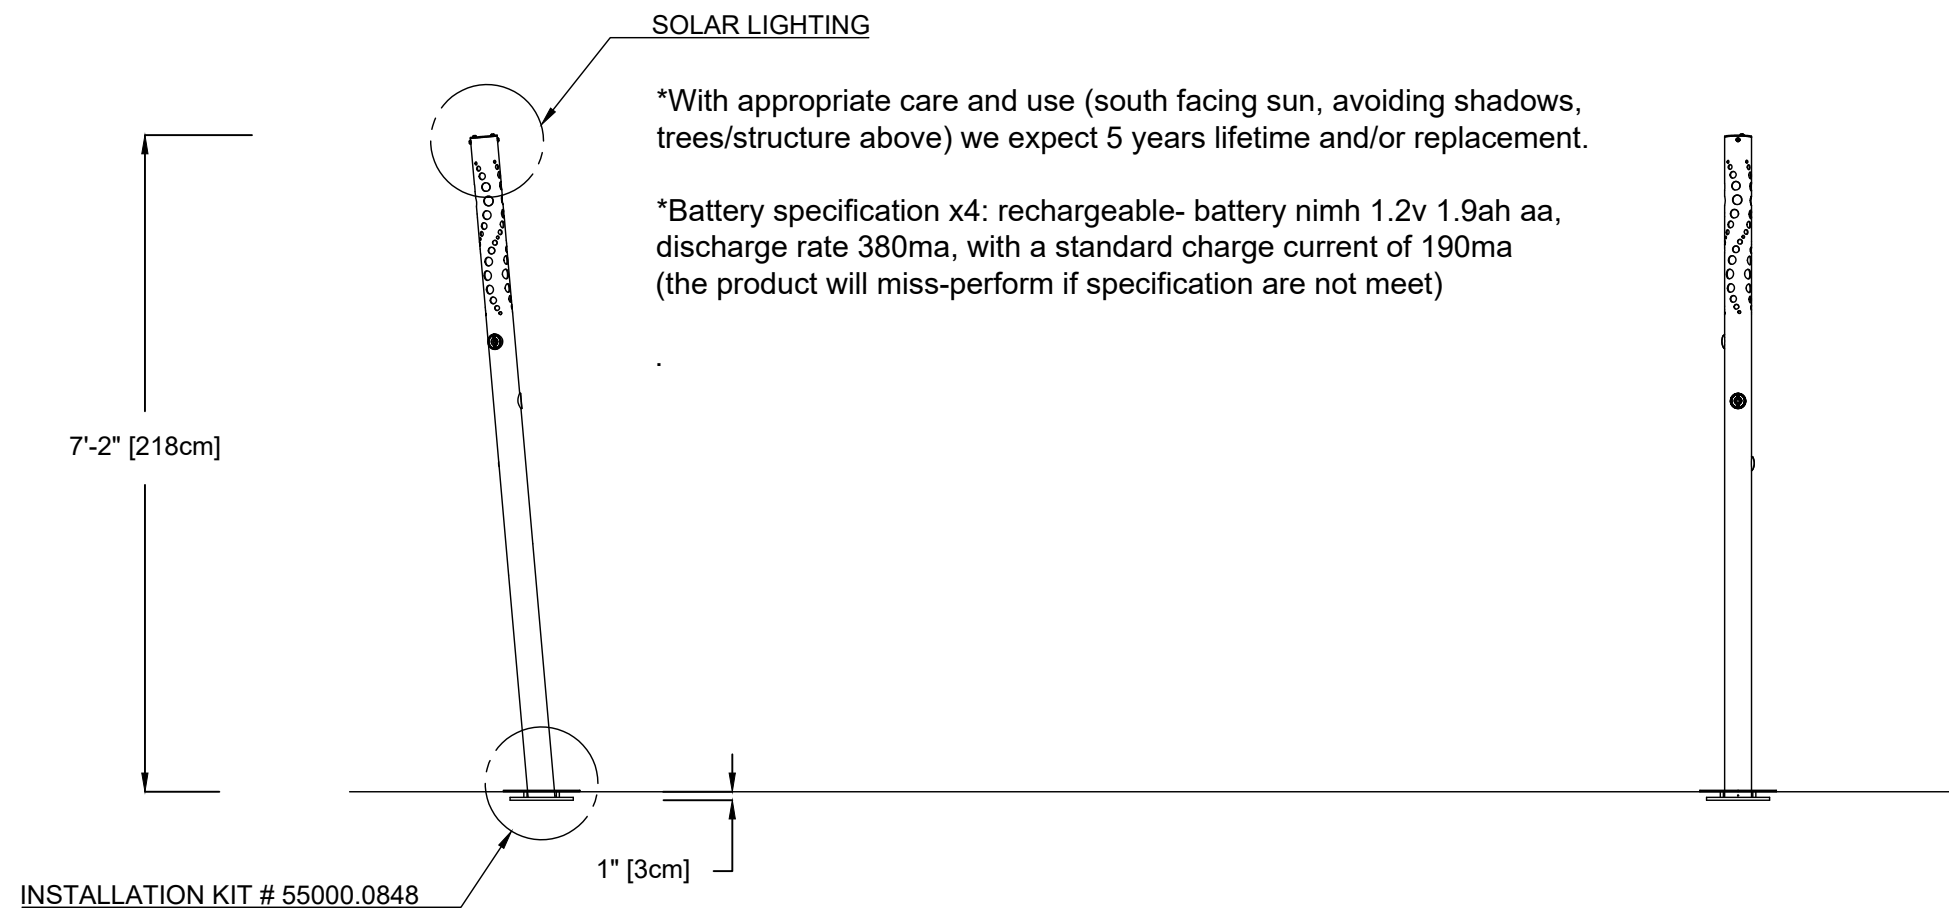 SOLAR LIGHTING
*With appropriate care and use (south facing sun, avoiding shadows,
trees/structure above) we expect 5 years lifetime and/or replacement.
*Battery specification x4: rechargeable- battery nimh 1.2v 1.9ah aa,
discharge rate 380ma, with a standard charge current of 190ma
(the product will miss-perform if specification are not meet)
.
7'-2" [218cm]
1" [3cm]
INSTALLATION KIT # 55000.0848